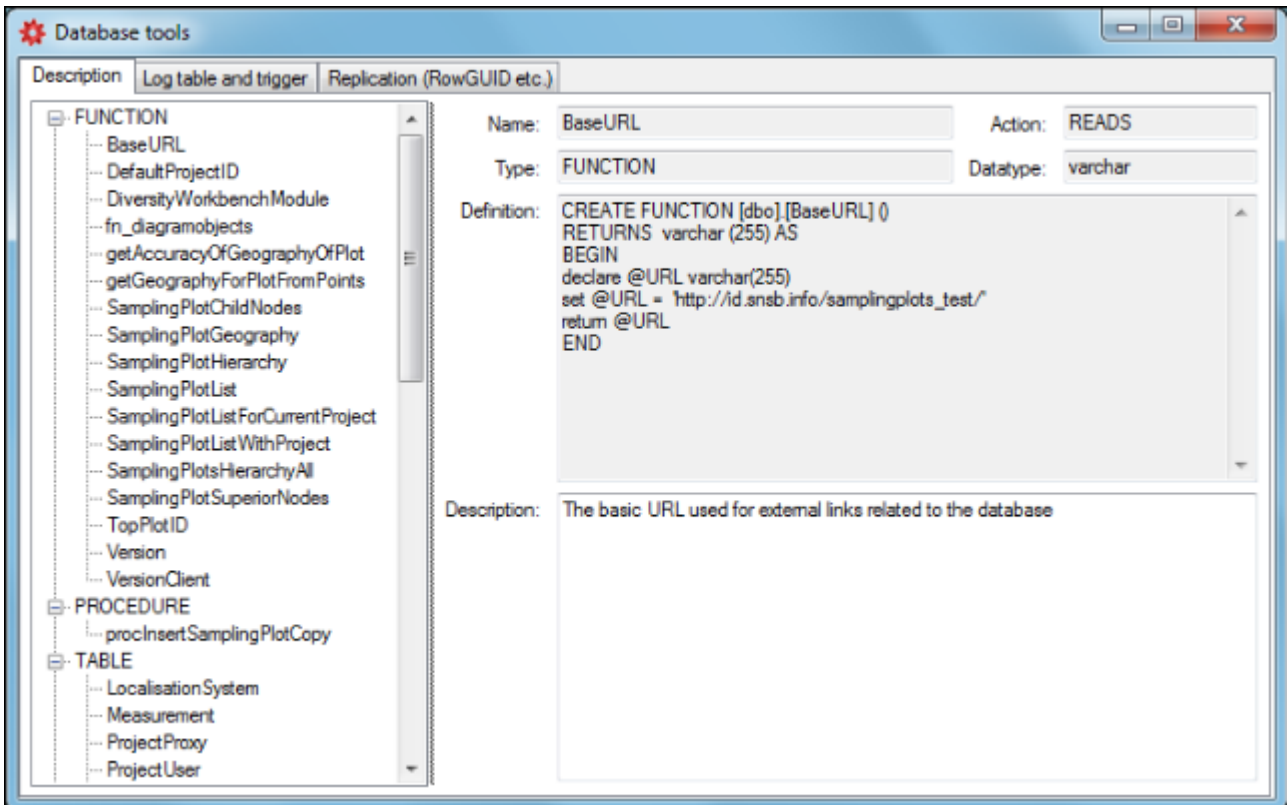 Database tools
Description
Log table and trigger
Replication (RowGUID etc.)
FUNCTION
BaseURL
DefaultProjectID
DiversityWorkbenchModule
fn_diagramobjects
getAccuracyOfGeographyOfPlot
getGeographyForPlotFromPoints
SamplingPlotChildNodes
SamplingPlotGeography
SamplingPlotHierarchy
SamplingPlotList
SamplingPlotListForCurrentProject
SamplingPlotListWithProject
SamplingPlotsHierarchyAll
SamplingPlotSuperiorNodes
TopPlotID
Version
VersionClient
PROCEDURE
procInsertSamplingPlotCopy
TABLE
LocalisationSystem
Measurement
ProjectProxy
ProjectUser
Name: BaseURL Action: READS
Type: FUNCTION Datatype: varchar
Definition: CREATE FUNCTION [dbo].[BaseURL] ()
RETURNS varchar (255) AS
BEGIN
declare @URL varchar(255)
set @URL = 'http://id.snsb.info/samplingplots_test/'
return @URL
END
Description: The basic URL used for external links related to the database